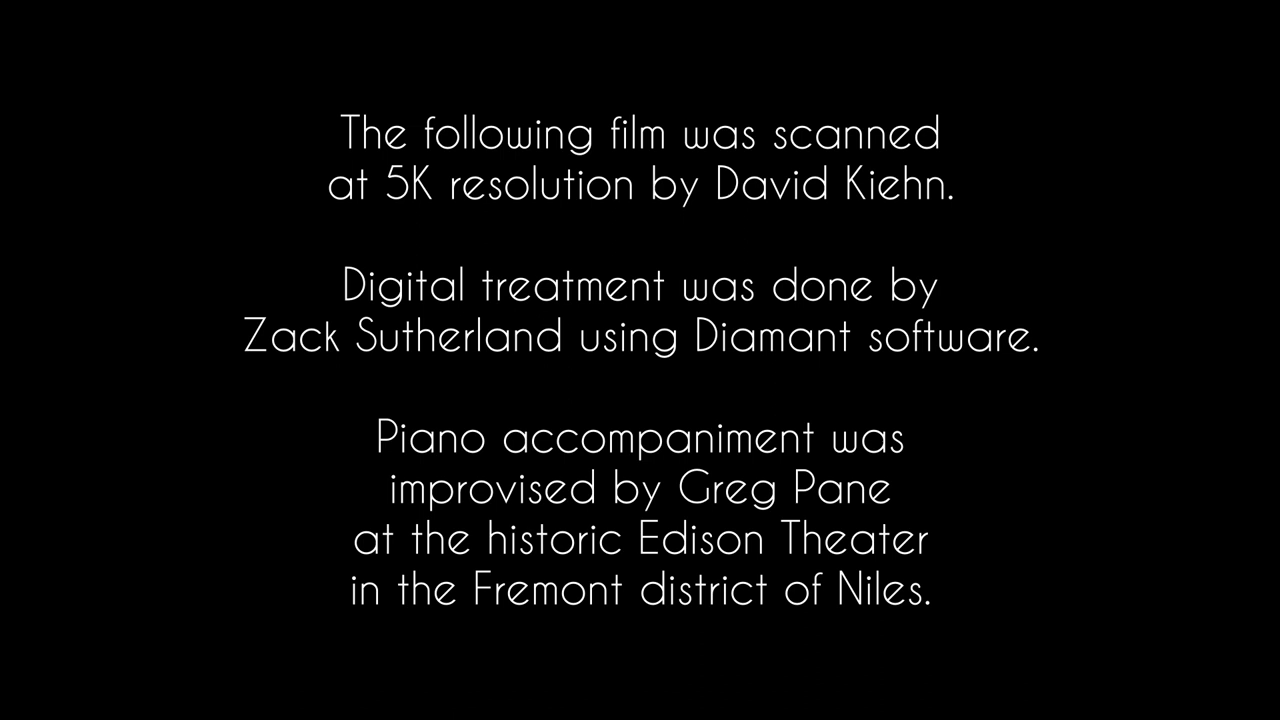 The following film was scanned
at 5K resolution by David Kiehn.
Digital treatment was done by
Zack Sutherland using Diamant software.
Piano accompaniment was
improvised by Greg Pane
at the historic Edison Theater
in the Fremont district of Niles.